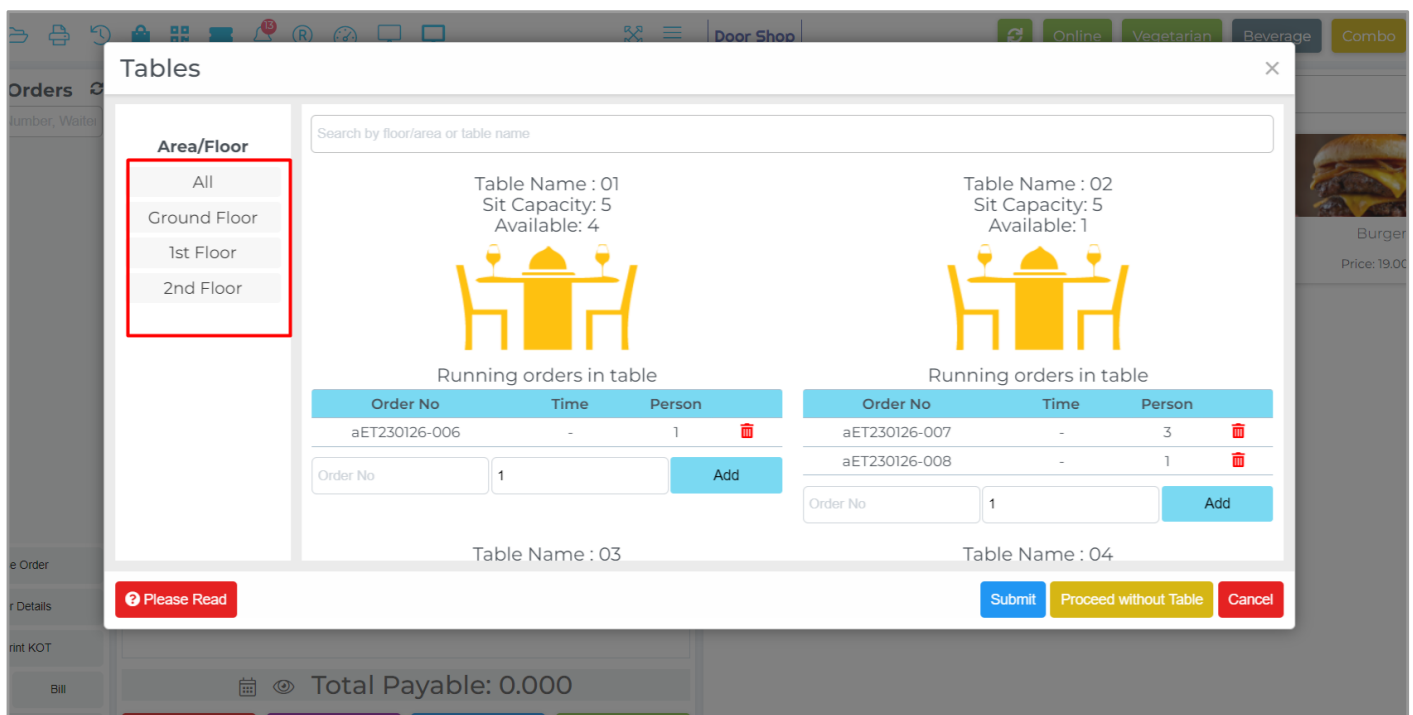 13
R
Door Shop
Online
Vegetarian
Beverage
Combo
Tables
×
Orders
Number, Waiter
Area/Floor
All
Ground Floor
1st Floor
2nd Floor
Search by floor/area or table name
Table Name : 01
Sit Capacity: 5
Available: 4
Running orders in table
Order No Time Person
aET230126-006 - 1
Order No 1 Add
Table Name : 02
Sit Capacity: 5
Available: 1
Running orders in table
Order No Time Person
aET230126-007 - 3
aET230126-008 - 1
Order No 1 Add
Table Name : 03
Table Name : 04
Burger
Price: 19.00
Please Read
Submit
Proceed without Table
Cancel
e Order
r Details
rint KOT
Bill
Total Payable: 0.000